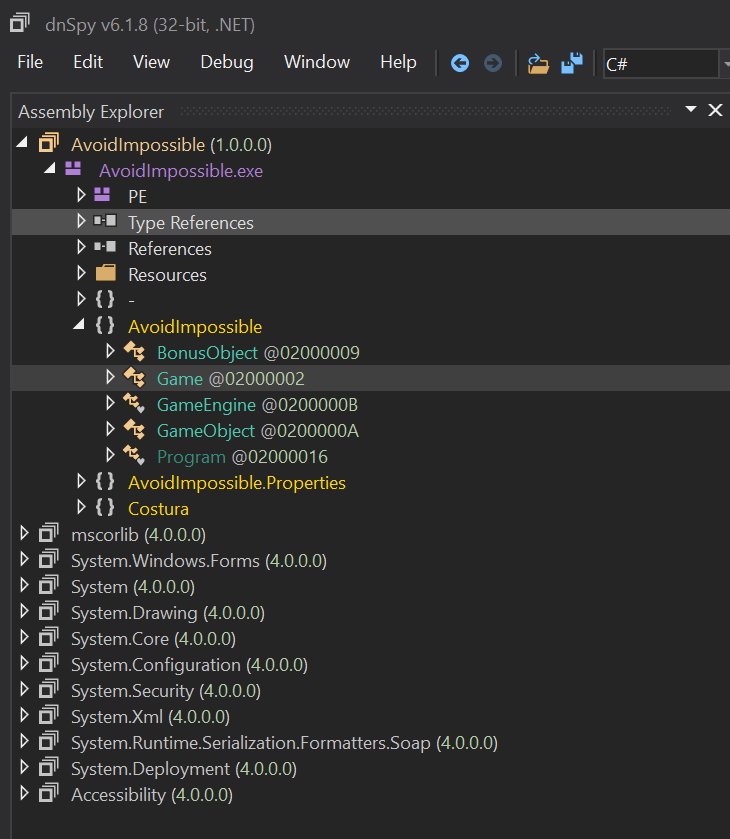 dnSpy v6.1.8 (32-bit, .NET)
File Edit View Debug Window Help C#
Assembly Explorer
AvoidImpossible (1.0.0.0)
AvoidImpossible.exe
PE
Type References
References
Resources
{ } -
{ } AvoidImpossible
BonusObject @02000009
Game @02000002
GameEngine @0200000B
GameObject @0200000A
Program @02000016
{ } AvoidImpossible.Properties
{ } Costura
mscorlib (4.0.0.0)
System.Windows.Forms (4.0.0.0)
System (4.0.0.0)
System.Drawing (4.0.0.0)
System.Core (4.0.0.0)
System.Configuration (4.0.0.0)
System.Security (4.0.0.0)
System.Xml (4.0.0.0)
System.Runtime.Serialization.Formatters.Soap (4.0.0.0)
System.Deployment (4.0.0.0)
Accessibility (4.0.0.0)